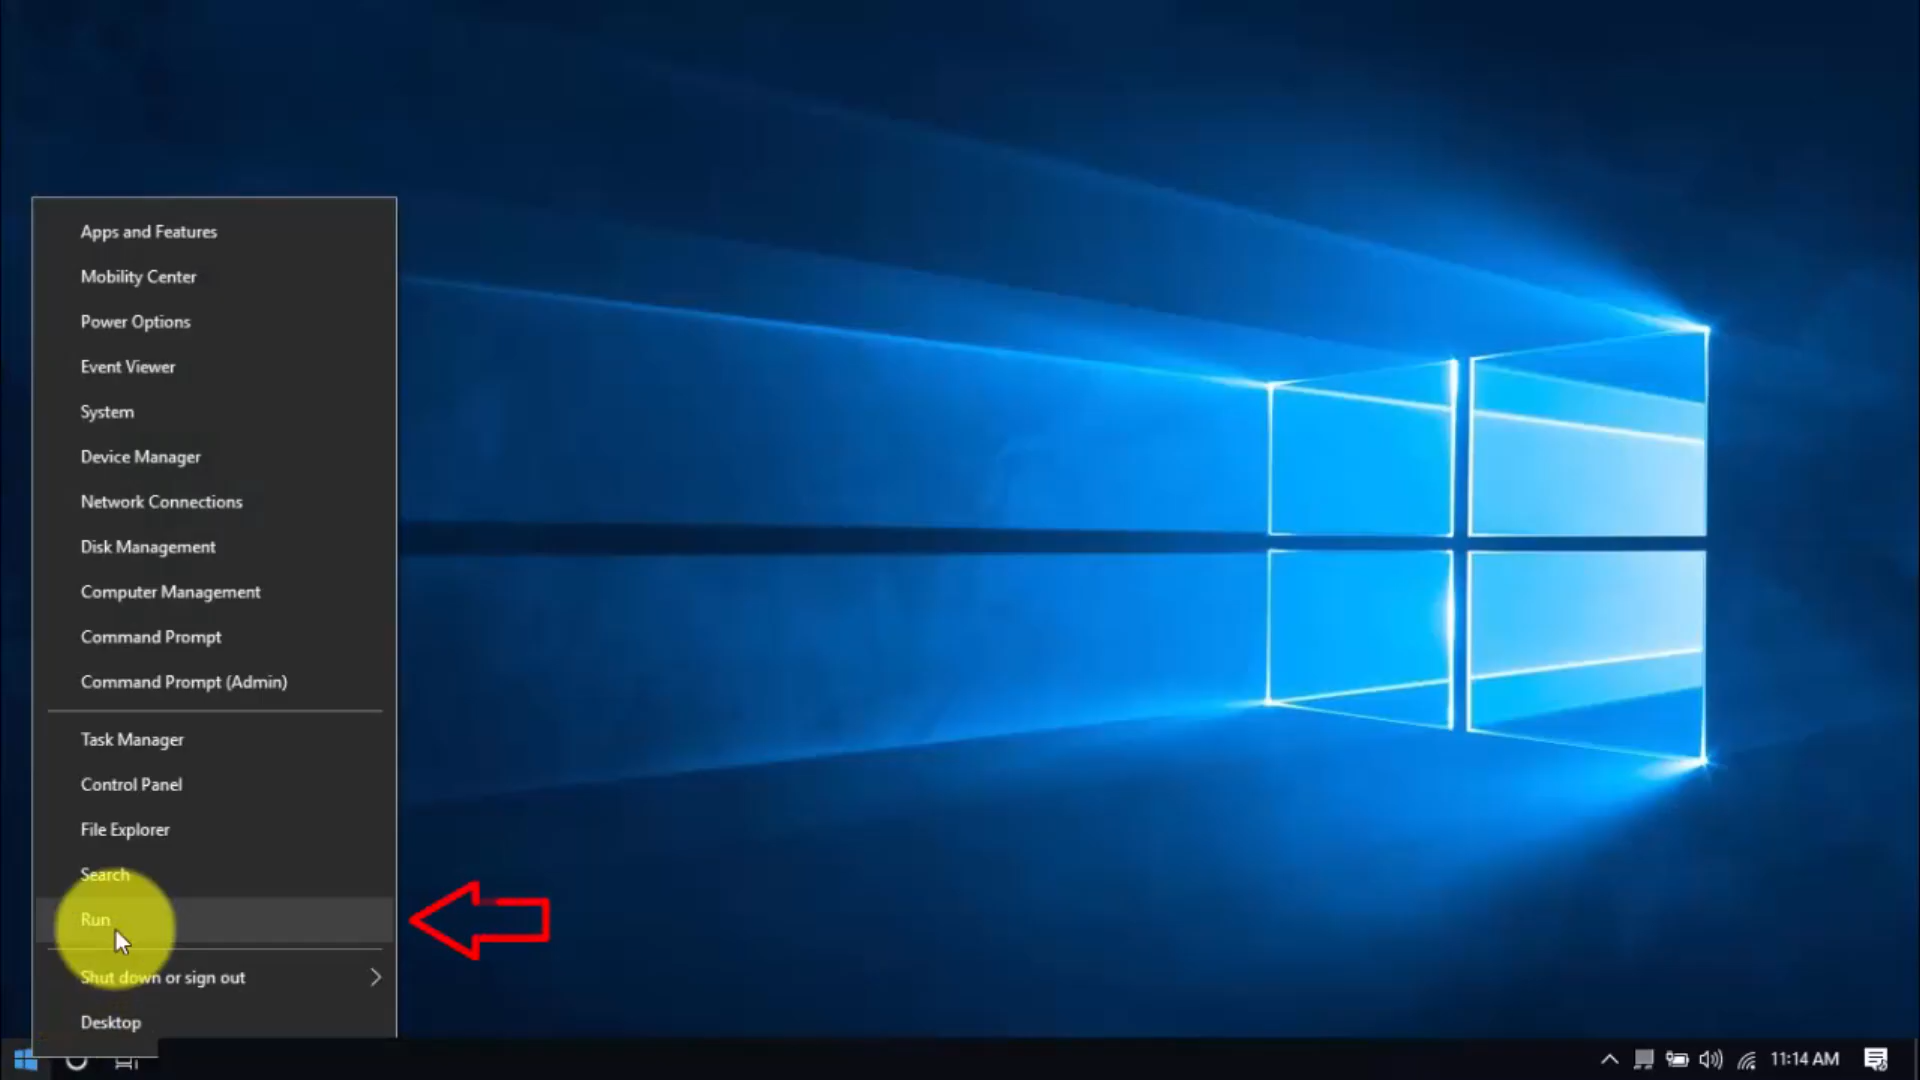 Apps and Features
Mobility Center
Power Options
Event Viewer
System
Device Manager
Network Connections
Disk Management
Computer Management
Command Prompt
Command Prompt (Admin)
Task Manager
Control Panel
File Explorer
Search
Run
Shut down or sign out
Desktop
11:14 AM